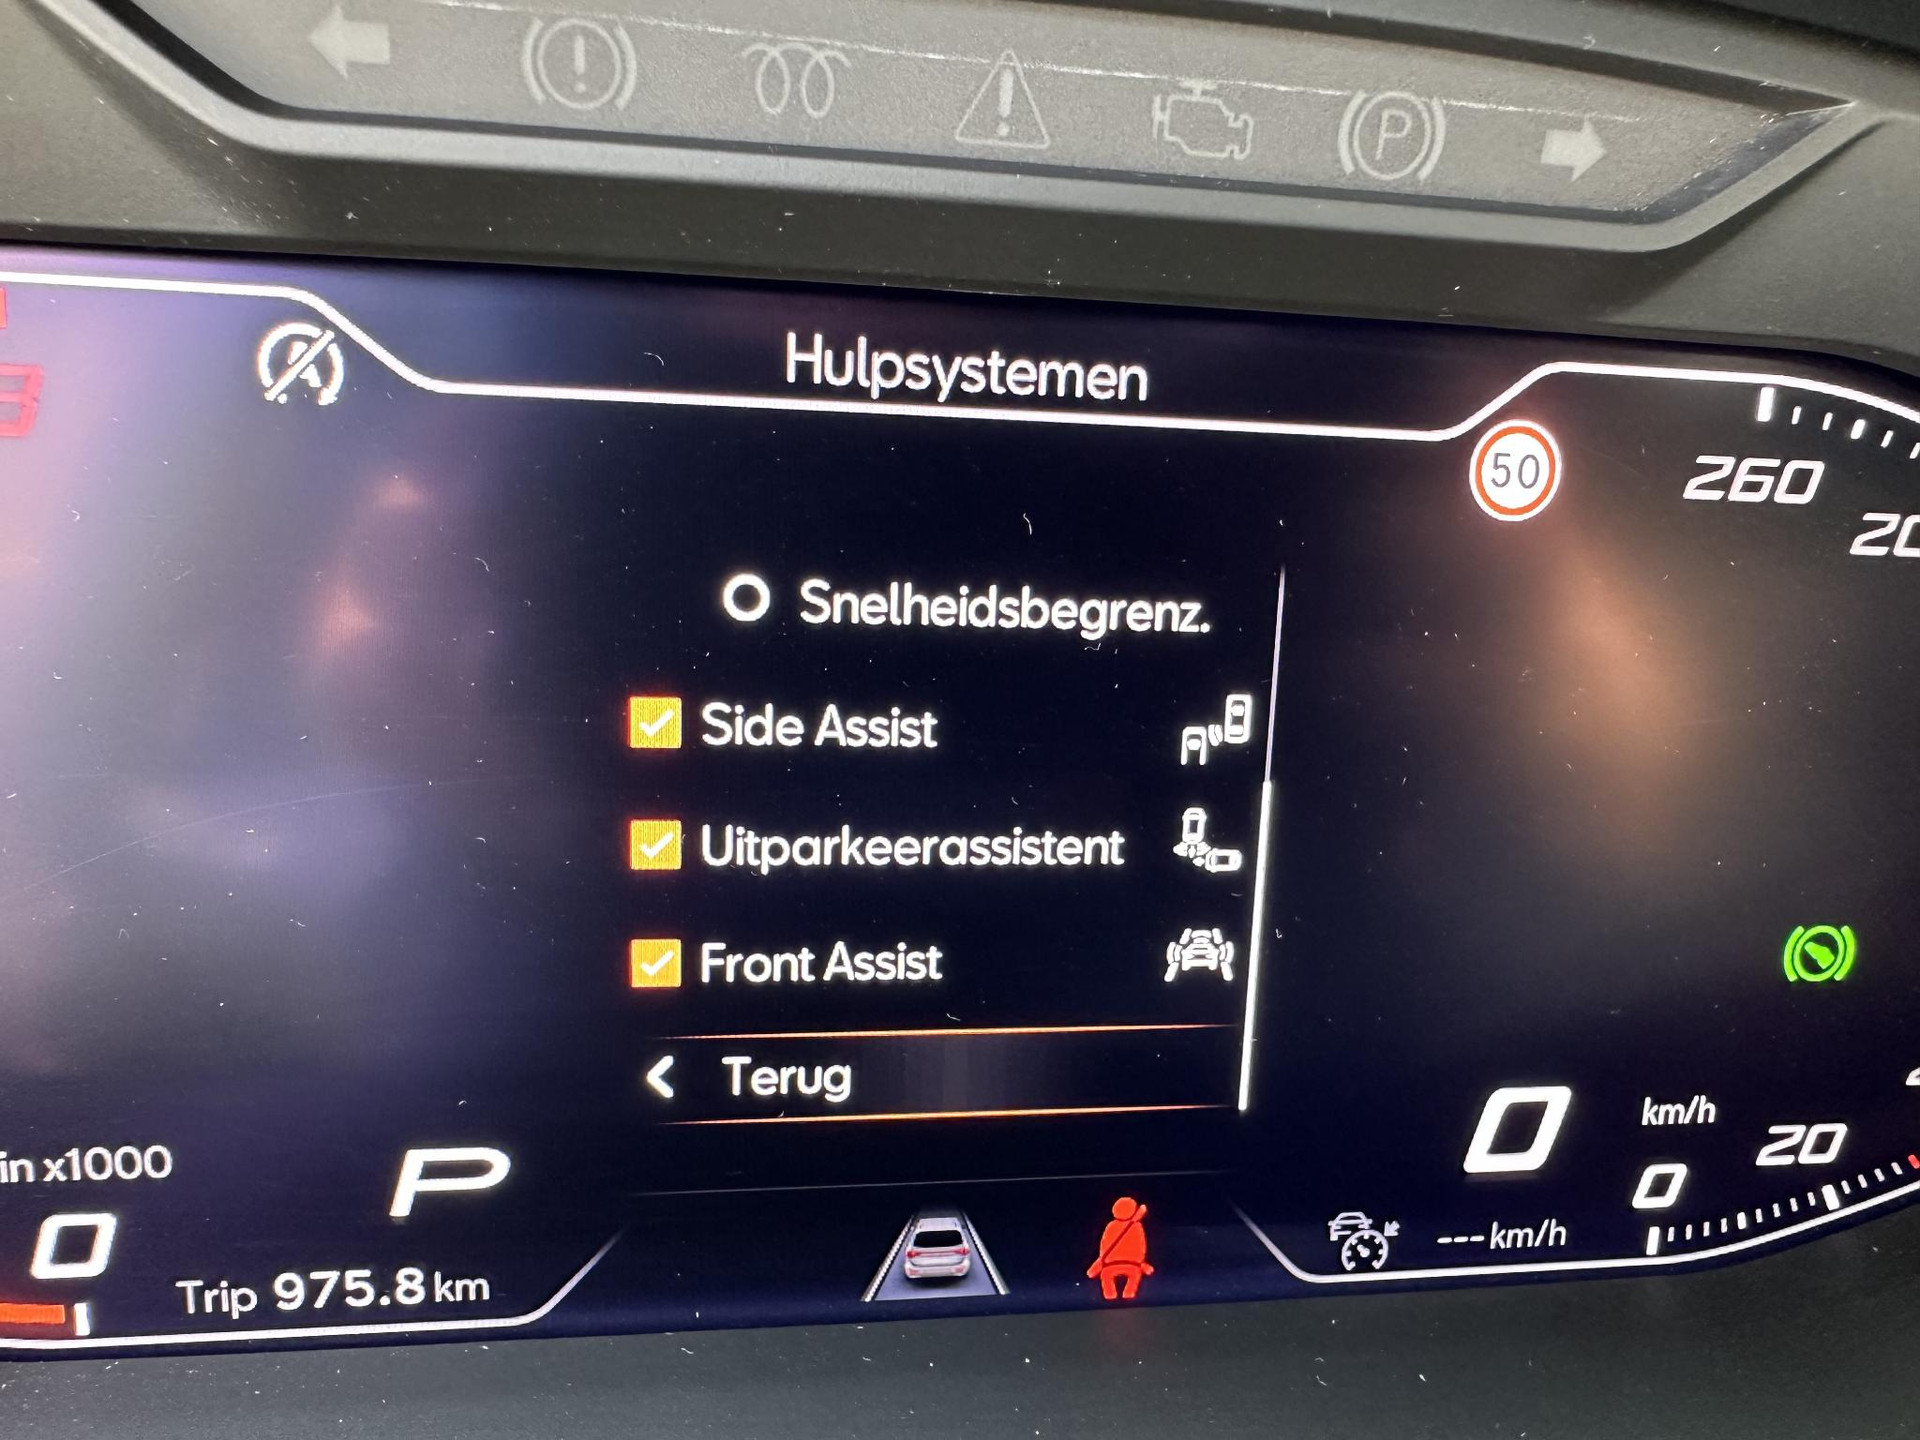 Hulpsystemen
50
260
Snelheidsbegrenz.
Side Assist
Uitparkeerassistent
Front Assist
Terug
x1000
P
0
km/h
20
0
0
Trip 975.8 km
--- km/h